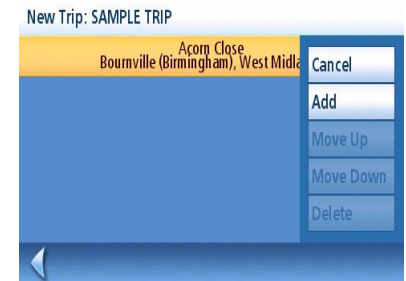 New Trip: SAMPLE TRIP
Acorn Close
Bournville (Birmingham), West Midla
Cancel
Add
Move Up
Move Down
Delete